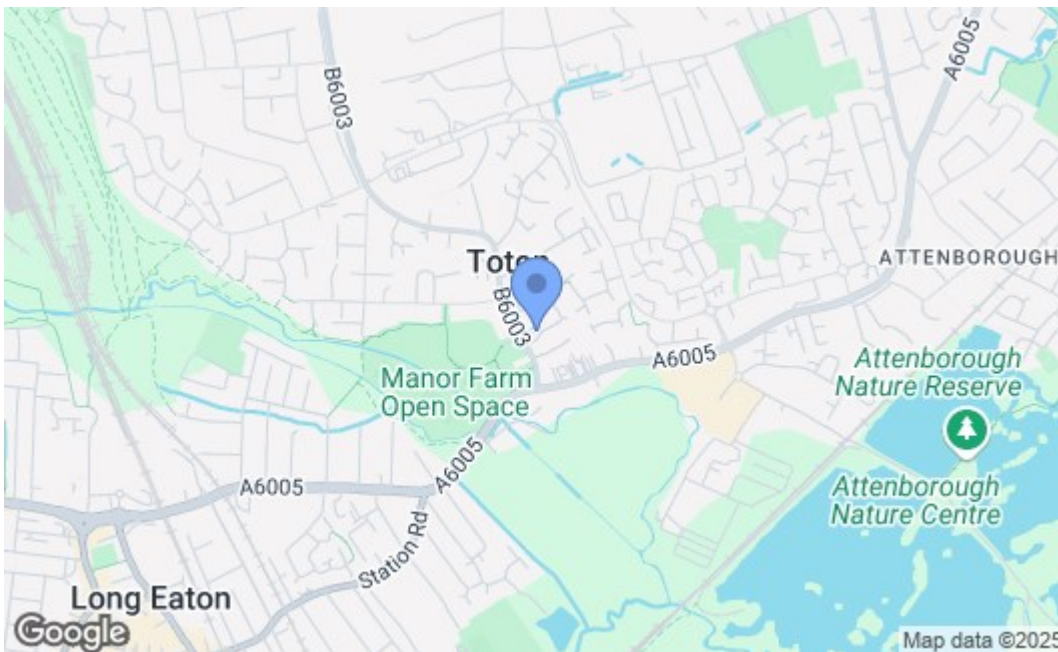 A6005
B6003
Toton
ATTENBOROUGH
B6003
A6005
Attenborough
Nature Reserve
Manor Farm
Open Space
A6005
A6005
Attenborough
Nature Centre
Station Rd
Long Eaton
Google
Map data ©2025